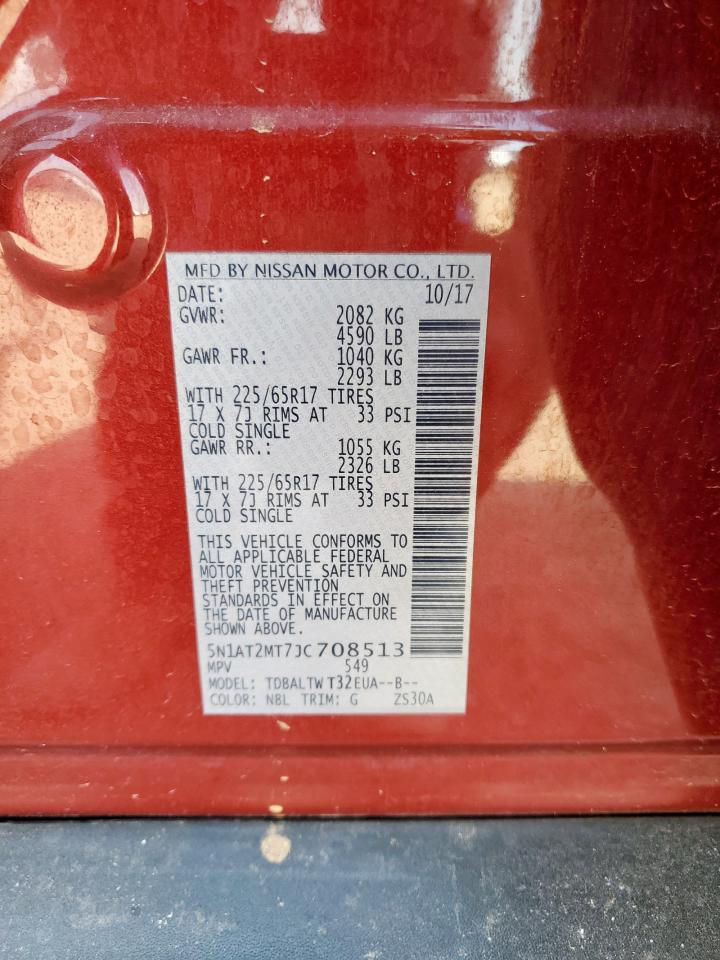 MFD BY NISSAN MOTOR CO., LTD.
DATE: 10/17
GVWR: 2082 KG
4590 LB
GAWR FR.: 1040 KG
2293 LB
WITH 225/65R17 TIRES
17 X 7J RIMS AT 33 PSI
COLD SINGLE
GAWR RR.: 1055 KG
2326 LB
WITH 225/65R17 TIRES
17 X 7J RIMS AT 33 PSI
COLD SINGLE
THIS VEHICLE CONFORMS TO
ALL APPLICABLE FEDERAL
MOTOR VEHICLE SAFETY AND
THEFT PREVENTION
STANDARDS IN EFFECT ON
THE DATE OF MANUFACTURE
SHOWN ABOVE.
5N1AT2MT7JC708513
MPV 549
MODEL: TDBALTWT32EUA--B--
COLOR: NBL TRIM: G ZS30A